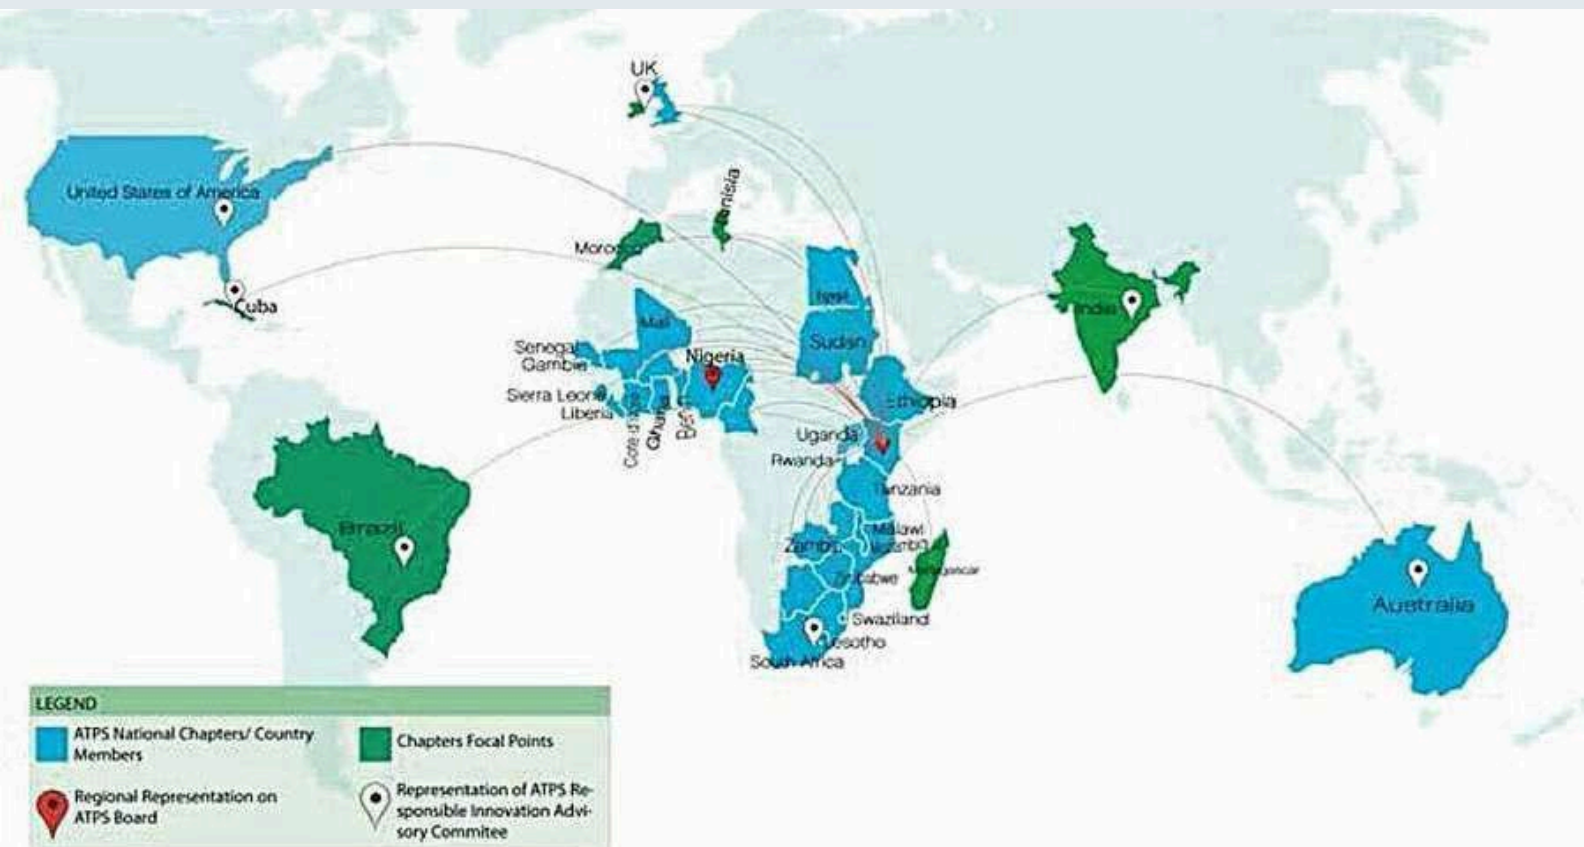 UK
United States of America
Cuba
Tunisia
Morocco
Mali
Senegal
Gambia
Nigeria
Sierra Leone
Liberia
Ghana
Sudan
Ethiopia
Uganda
Rwanda
Tanzania
Malawi
Zambia
Madagascar
Zimbabwe
Swaziland
Lesotho
South Africa
India
Brazil
Australia
LEGEND
ATPS National Chapters/ Country
Members
Chapters Focal Points
Regional Representation on
ATPS Board
Representation of ATPS Re-
sponsible Innovation Advi-
sory Commitee